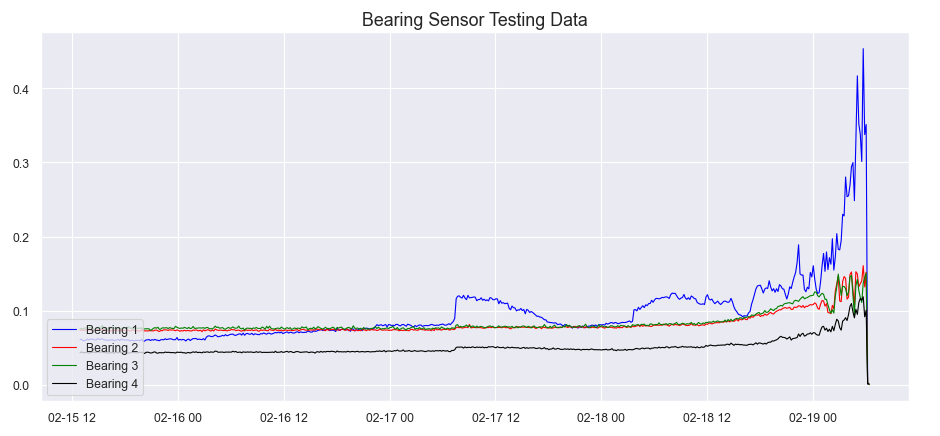 Bearing Sensor Testing Data
0.4
0.3
0.2
0.1
0.0
Bearing 1
Bearing 2
Bearing 3
Bearing 4
02-15 12
02-16 00
02-16 12
02-17 00
02-17 12
02-18 00
02-18 12
02-19 00